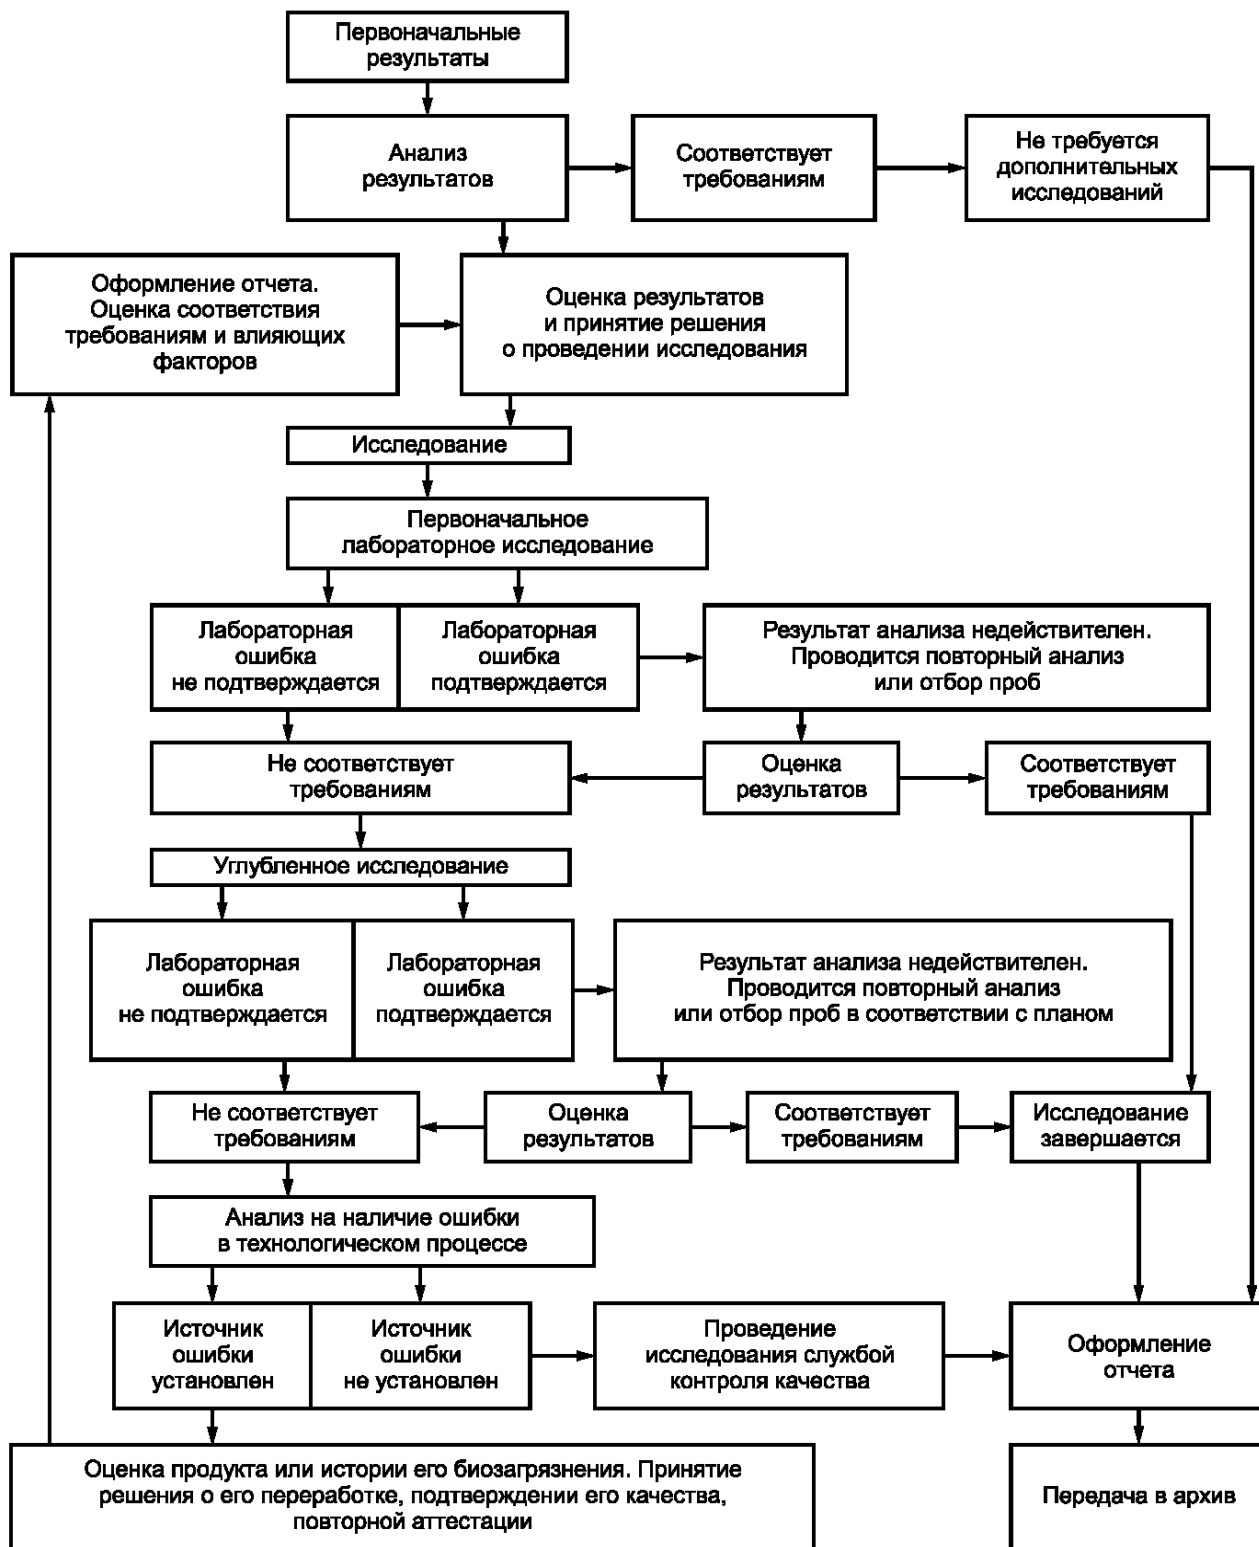 Первоначальные
результаты
Анализ
результатов
Соответствует
требованиям
Не требуется
дополнительных
исследований
Оформление отчета.
Оценка соответствия
требованиям и влияющих
факторов
Оценка результатов
и принятие решения
о проведении исследования
Исследование
Первоначальное
лабораторное исследование
Лабораторная
ошибка
не подтверждается
Лабораторная
ошибка
подтверждается
Результат анализа недействителен.
Проводится повторный анализ
или отбор проб
Не соответствует
требованиям
Оценка
результатов
Соответствует
требованиям
Углубленное исследование
Лабораторная
ошибка
не подтверждается
Лабораторная
ошибка
подтверждается
Результат анализа недействителен.
Проводится повторный анализ
или отбор проб в соответствии с планом
Не соответствует
требованиям
Оценка
результатов
Соответствует
требованиям
Исследование
завершается
Анализ на наличие ошибки
в технологическом процессе
Источник
ошибки
установлен
Источник
ошибки
не установлен
Проведение
исследования службой
контроля качества
Оформление
отчета
Оценка продукта или истории его биозагрязнения. Принятие
решения о его переработке, подтверждении его качества,
повторной аттестации
Передача в архив